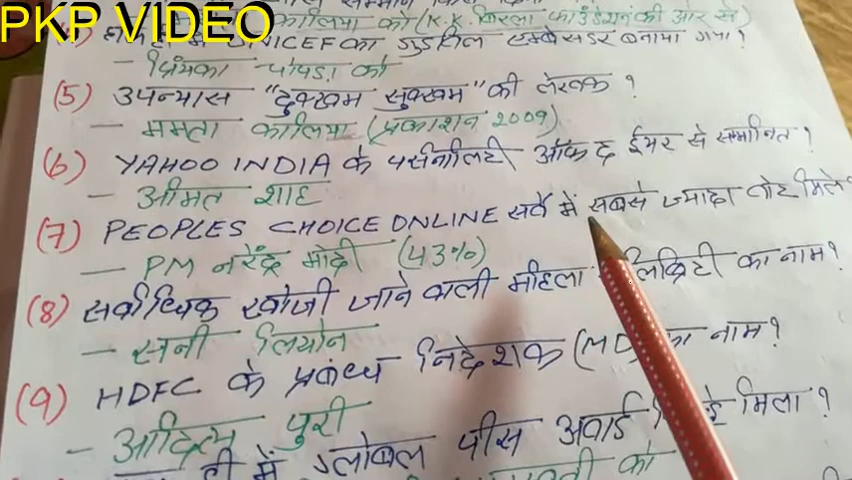 PKP VIDEO
कालिया को (K.K. बिरला फाउंडेशन की ओर से)
UNICEF का गुडविल एम्बेसडर बनाया गया?
- प्रियंका चोपड़ा को
(5) उपन्यास "दुक्खम सुक्खम" की लेखक ?
- ममता कालिया (प्रकाशन 2009)
(6) YAHOO INDIA के पर्सनालिटी ऑफ द ईयर से सम्मानित ?
- अमित शाह
(7) PEOPLES CHOICE ONLINE सर्वे में सबसे ज्यादा वोट मिले
- PM नरेंद्र मोदी (43%)
(8) सर्वाधिक खोजी जाने वाली महिला का नाम?
- सनी लियोन
(9) HDFC के प्रबंध निदेशक (MD) का नाम?
- आदित्य पुरी
ही में ग्लोबल पीस अवार्ड मिला ?
को